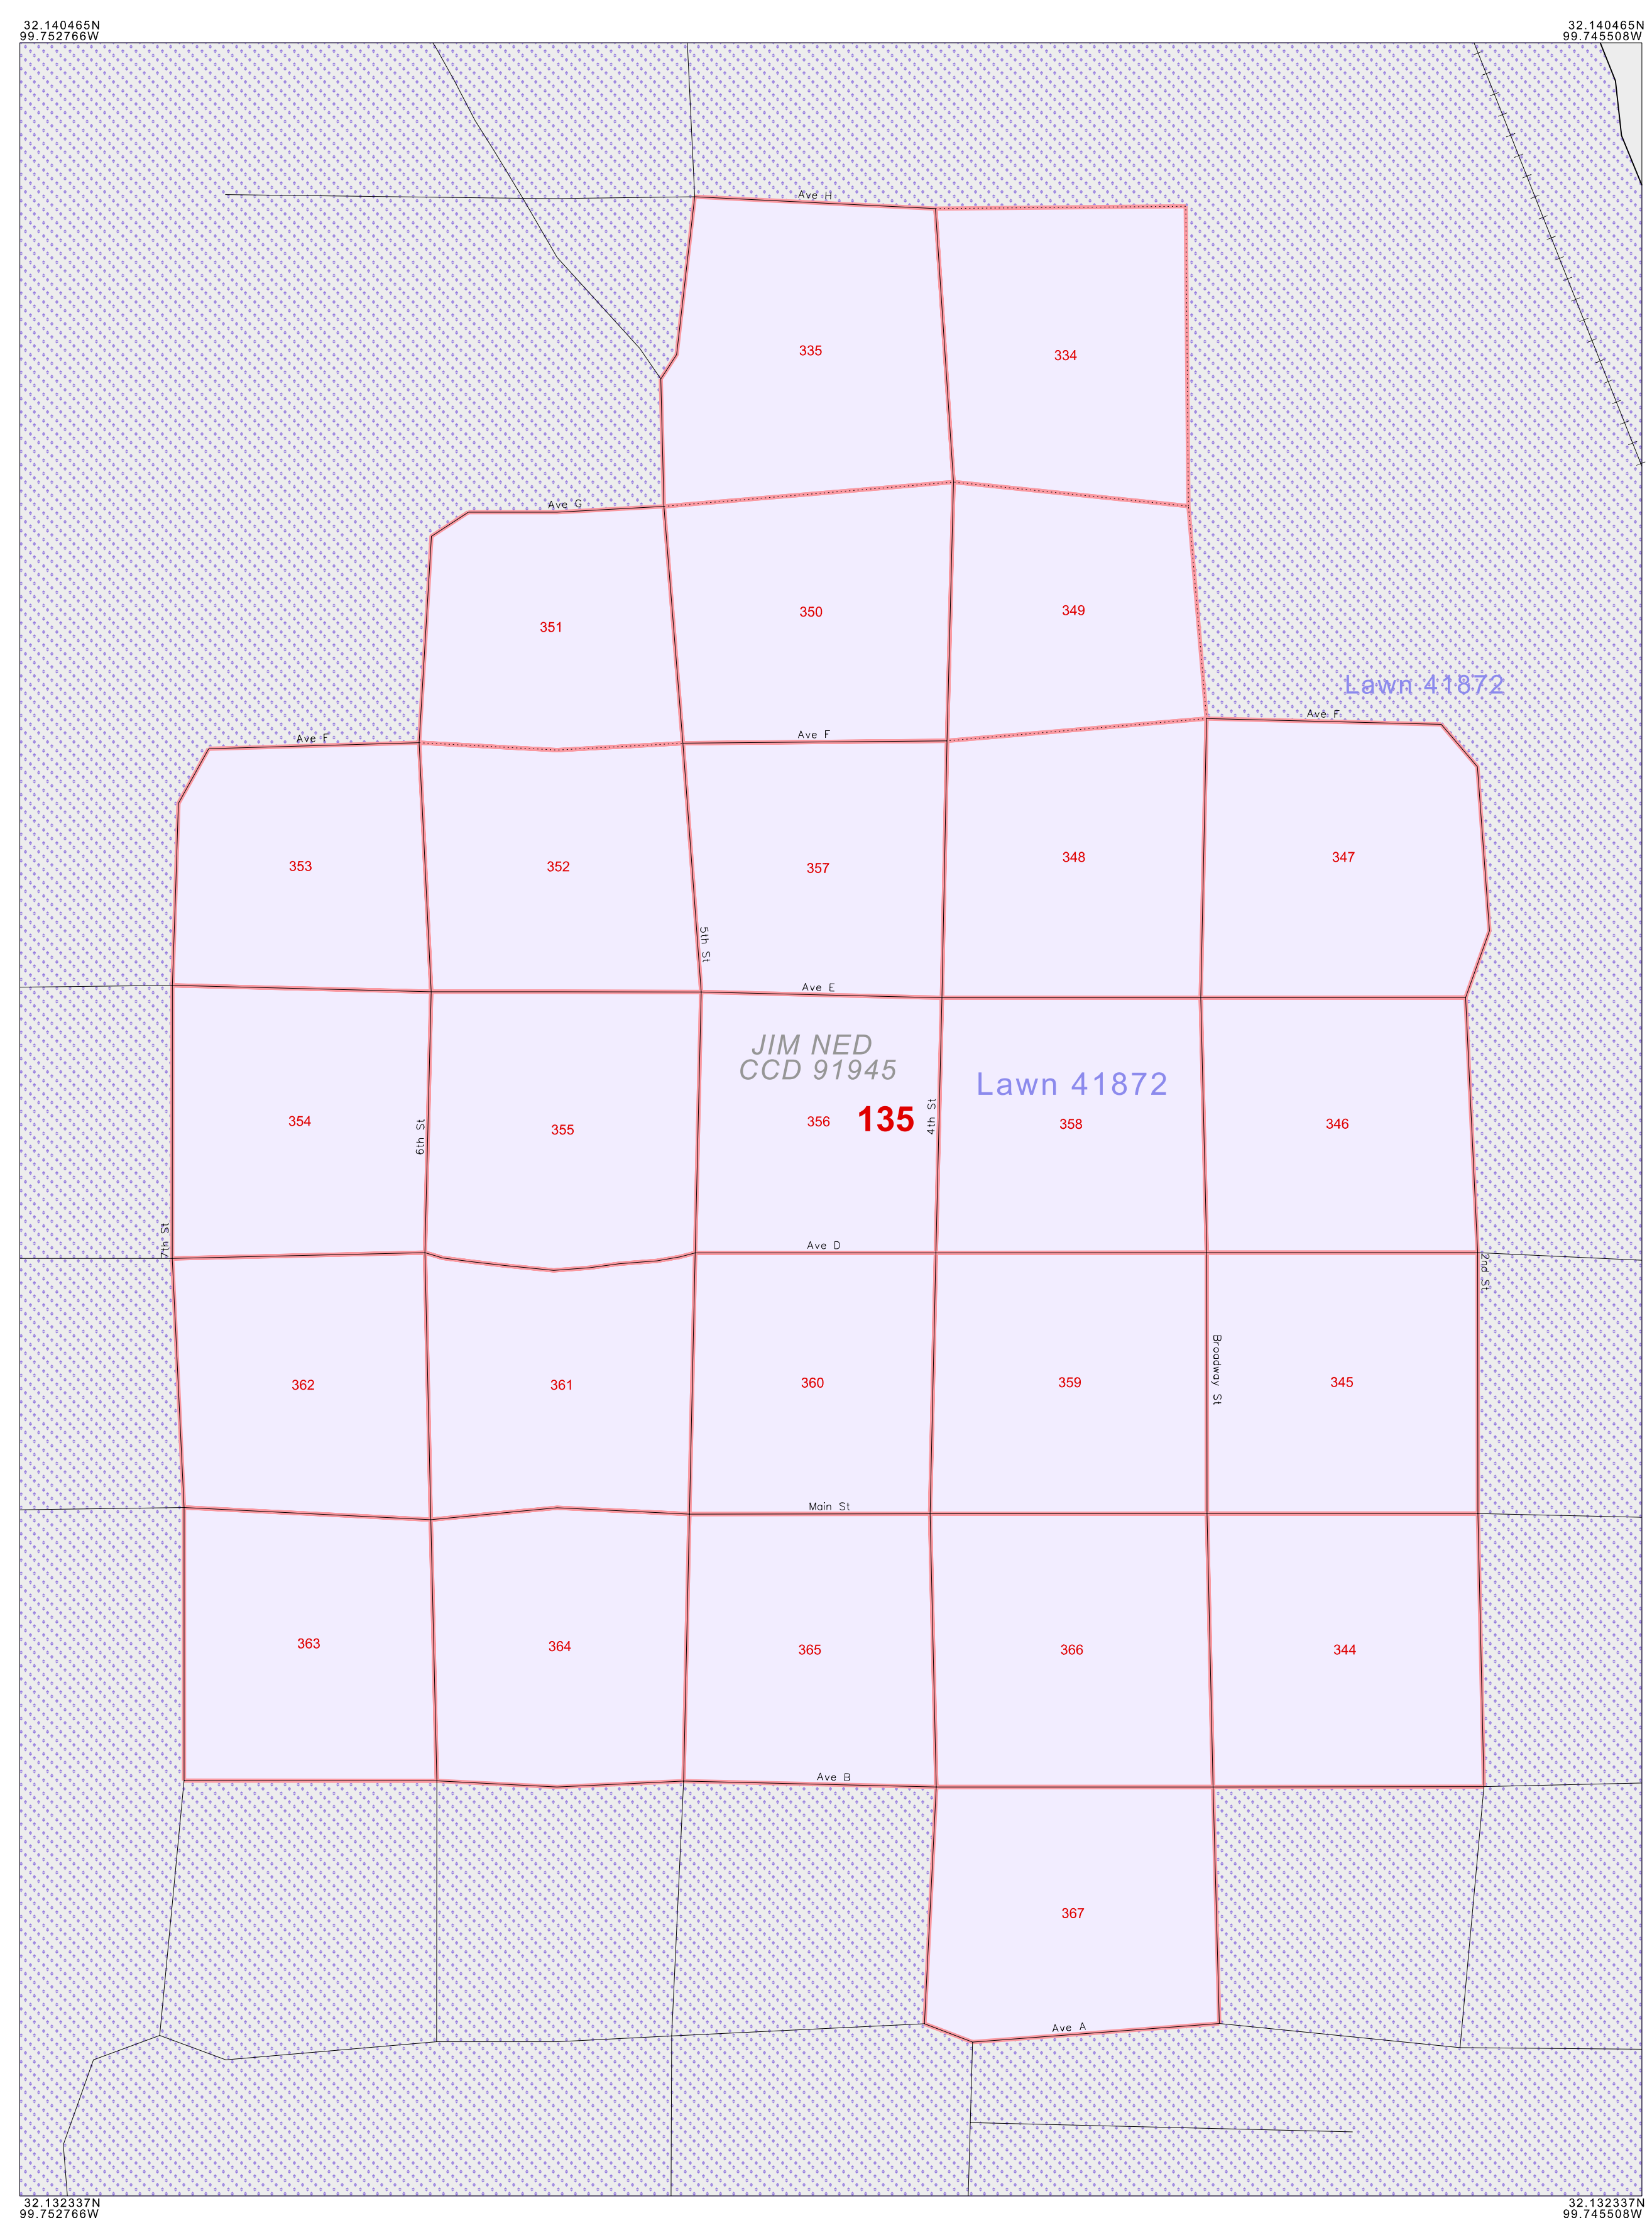 32.140465N
99.752766W
32.140465N
99.745508W
Ave H
335
334
Ave G
351
350
349
Lawn 41872
Ave F
Ave F
Ave F
353
352
357
348
347
5th St
Ave E
JIM NED
CCD 91945
Lawn 41872
135
4th St
354
6th St
355
356
358
346
7th St
Ave D
2nd St
Broadway St
362
361
360
359
345
Main St
363
364
365
366
344
Ave B
367
Ave A
32.132337N
99.752766W
32.132337N
99.745508W